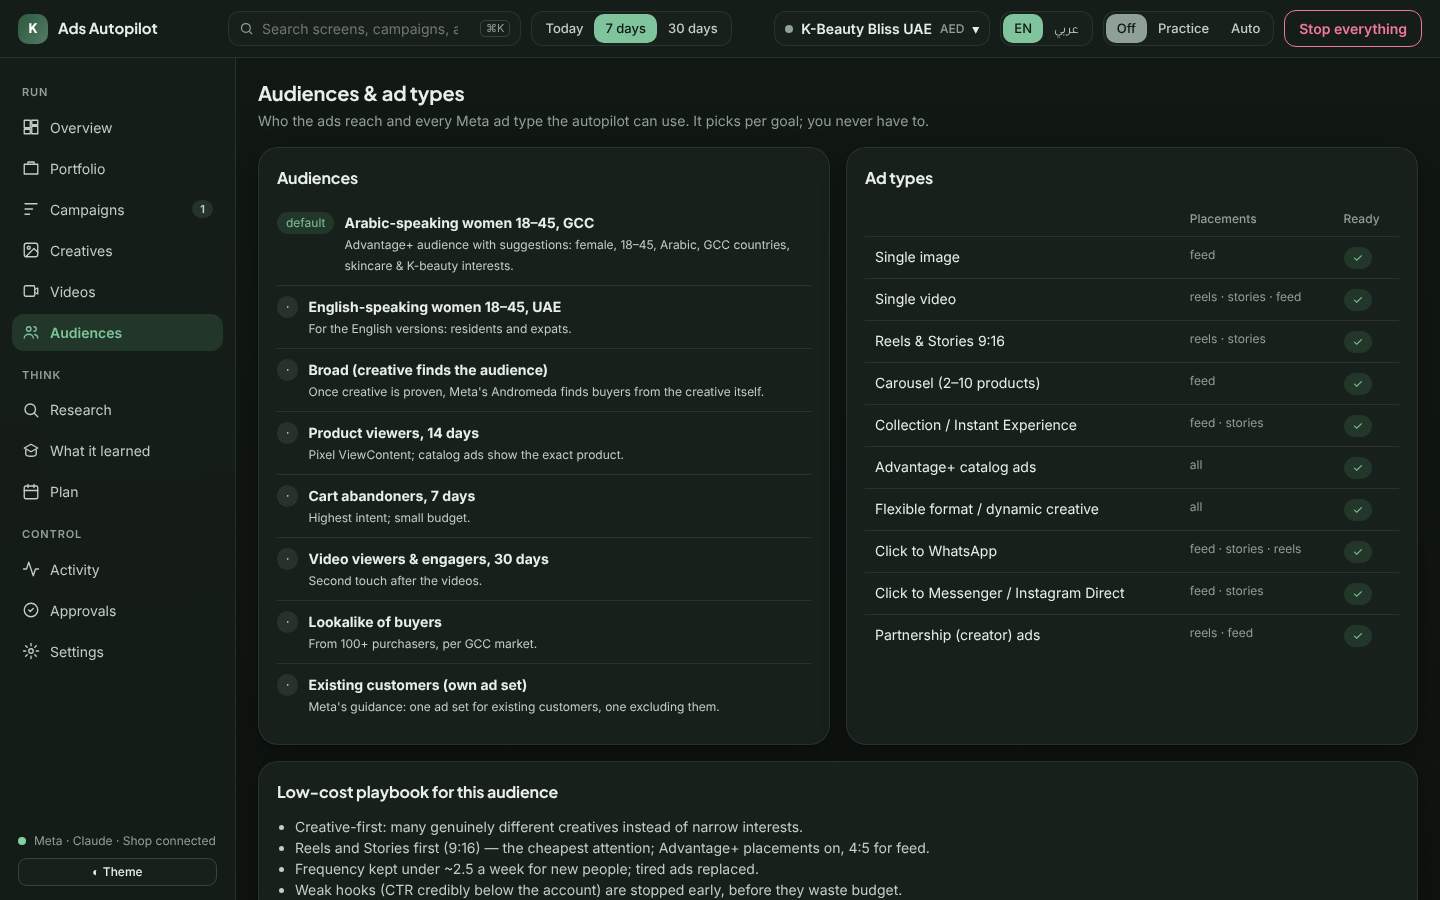 K
Ads Autopilot
Search screens, campaigns, a
⌘K
Today
7 days
30 days
K-Beauty Bliss UAE AED ▾
EN
عربي
Off
Practice
Auto
Stop everything
RUN
Overview
Portfolio
Campaigns
1
Creatives
Videos
Audiences
THINK
Research
What it learned
Plan
CONTROL
Activity
Approvals
Settings
Meta · Claude · Shop connected
Theme
Audiences & ad types
Who the ads reach and every Meta ad type the autopilot can use. It picks per goal; you never have to.
Audiences
default
Arabic-speaking women 18–45, GCC
Advantage+ audience with suggestions: female, 18–45, Arabic, GCC countries,
skincare & K-beauty interests.
· English-speaking women 18–45, UAE
For the English versions: residents and expats.
· Broad (creative finds the audience)
Once creative is proven, Meta's Andromeda finds buyers from the creative itself.
· Product viewers, 14 days
Pixel ViewContent; catalog ads show the exact product.
· Cart abandoners, 7 days
Highest intent; small budget.
· Video viewers & engagers, 30 days
Second touch after the videos.
· Lookalike of buyers
From 100+ purchasers, per GCC market.
· Existing customers (own ad set)
Meta's guidance: one ad set for existing customers, one excluding them.
Ad types
Placements Ready
Single image feed ✓
Single video reels · stories · feed ✓
Reels & Stories 9:16 reels · stories ✓
Carousel (2–10 products) feed ✓
Collection / Instant Experience feed · stories ✓
Advantage+ catalog ads all ✓
Flexible format / dynamic creative all ✓
Click to WhatsApp feed · stories · reels ✓
Click to Messenger / Instagram Direct feed · stories ✓
Partnership (creator) ads reels · feed ✓
Low-cost playbook for this audience
• Creative-first: many genuinely different creatives instead of narrow interests.
• Reels and Stories first (9:16) — the cheapest attention; Advantage+ placements on, 4:5 for feed.
• Frequency kept under ~2.5 a week for new people; tired ads replaced.
• Weak hooks (CTR credibly below the account) are stopped early, before they waste budget.